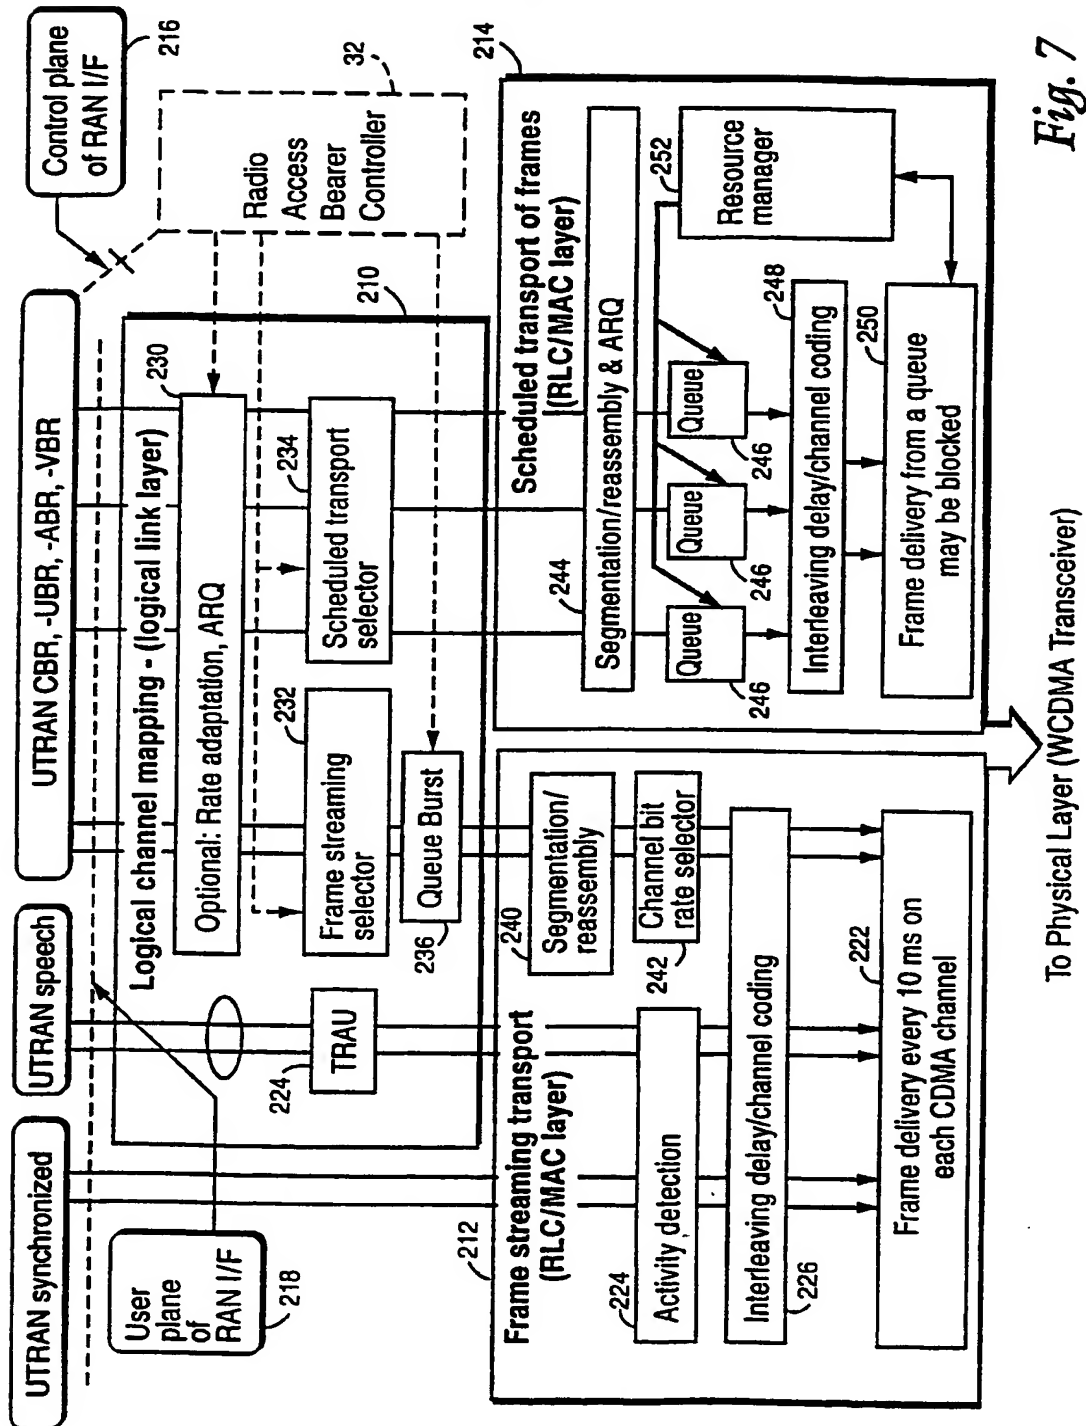 UTRAN synchronized
UTRAN speech
UTRAN CBR, -UBR, -ABR, -VBR
Control plane
of RAN I/F
216
User
plane
of
RAN I/F
218
Logical channel mapping - (logical link layer)
210
230
Optional: Rate adaptation, ARQ
Radio
Access
Bearer
Controller
32
224
TRAU
232
Frame streaming
selector
234
Scheduled transport
selector
236
Queue Burst
212
Frame streaming transport
(RLC/MAC layer)
224
Activity detection
240
Segmentation/
reassembly
242
Channel bit
rate selector
Interleaving delay/channel coding
226
222
Frame delivery every 10 ms on
each CDMA channel
214
Scheduled transport of frames
(RLC/MAC layer)
244
Segmentation/reassembly & ARQ
Queue
246
Queue
246
Queue
246
252
Resource
manager
248
Interleaving delay/channel coding
250
Frame delivery from a queue
may be blocked
To Physical Layer (WCDMA Transceiver)
Fig. 7